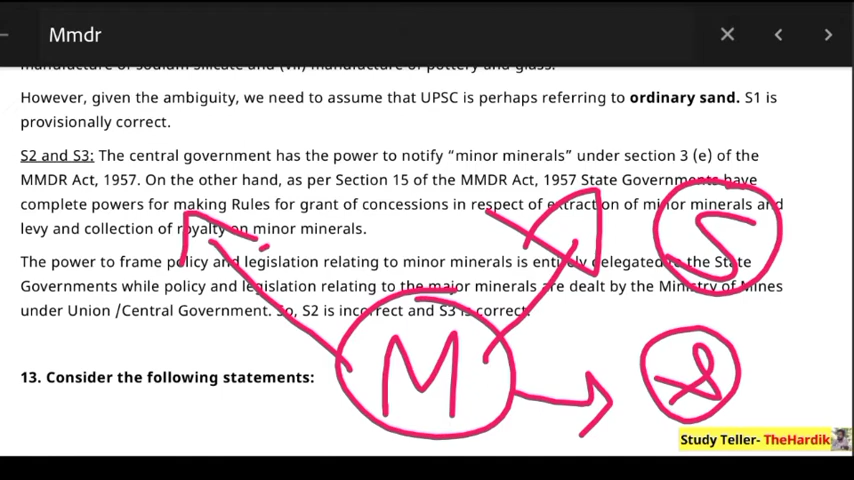 Mmdr
manufacture of sodium silicate and (vii) manufacture of pottery and glass.
However, given the ambiguity, we need to assume that UPSC is perhaps referring to ordinary sand. S1 is
provisionally correct.
S2 and S3: The central government has the power to notify “minor minerals” under section 3 (e) of the
MMDR Act, 1957. On the other hand, as per Section 15 of the MMDR Act, 1957 State Governments have
complete powers for making Rules for grant of concessions in respect of extraction of minor minerals and
levy and collection of royalty on minor minerals.
The power to frame policy and legislation relating to minor minerals is entirely delegated to the State
Governments while policy and legislation relating to the major minerals are dealt by the Ministry of Mines
under Union /Central Government. So, S2 is incorrect and S3 is correct.
S
M
13. Consider the following statements:
Study Teller- TheHardik